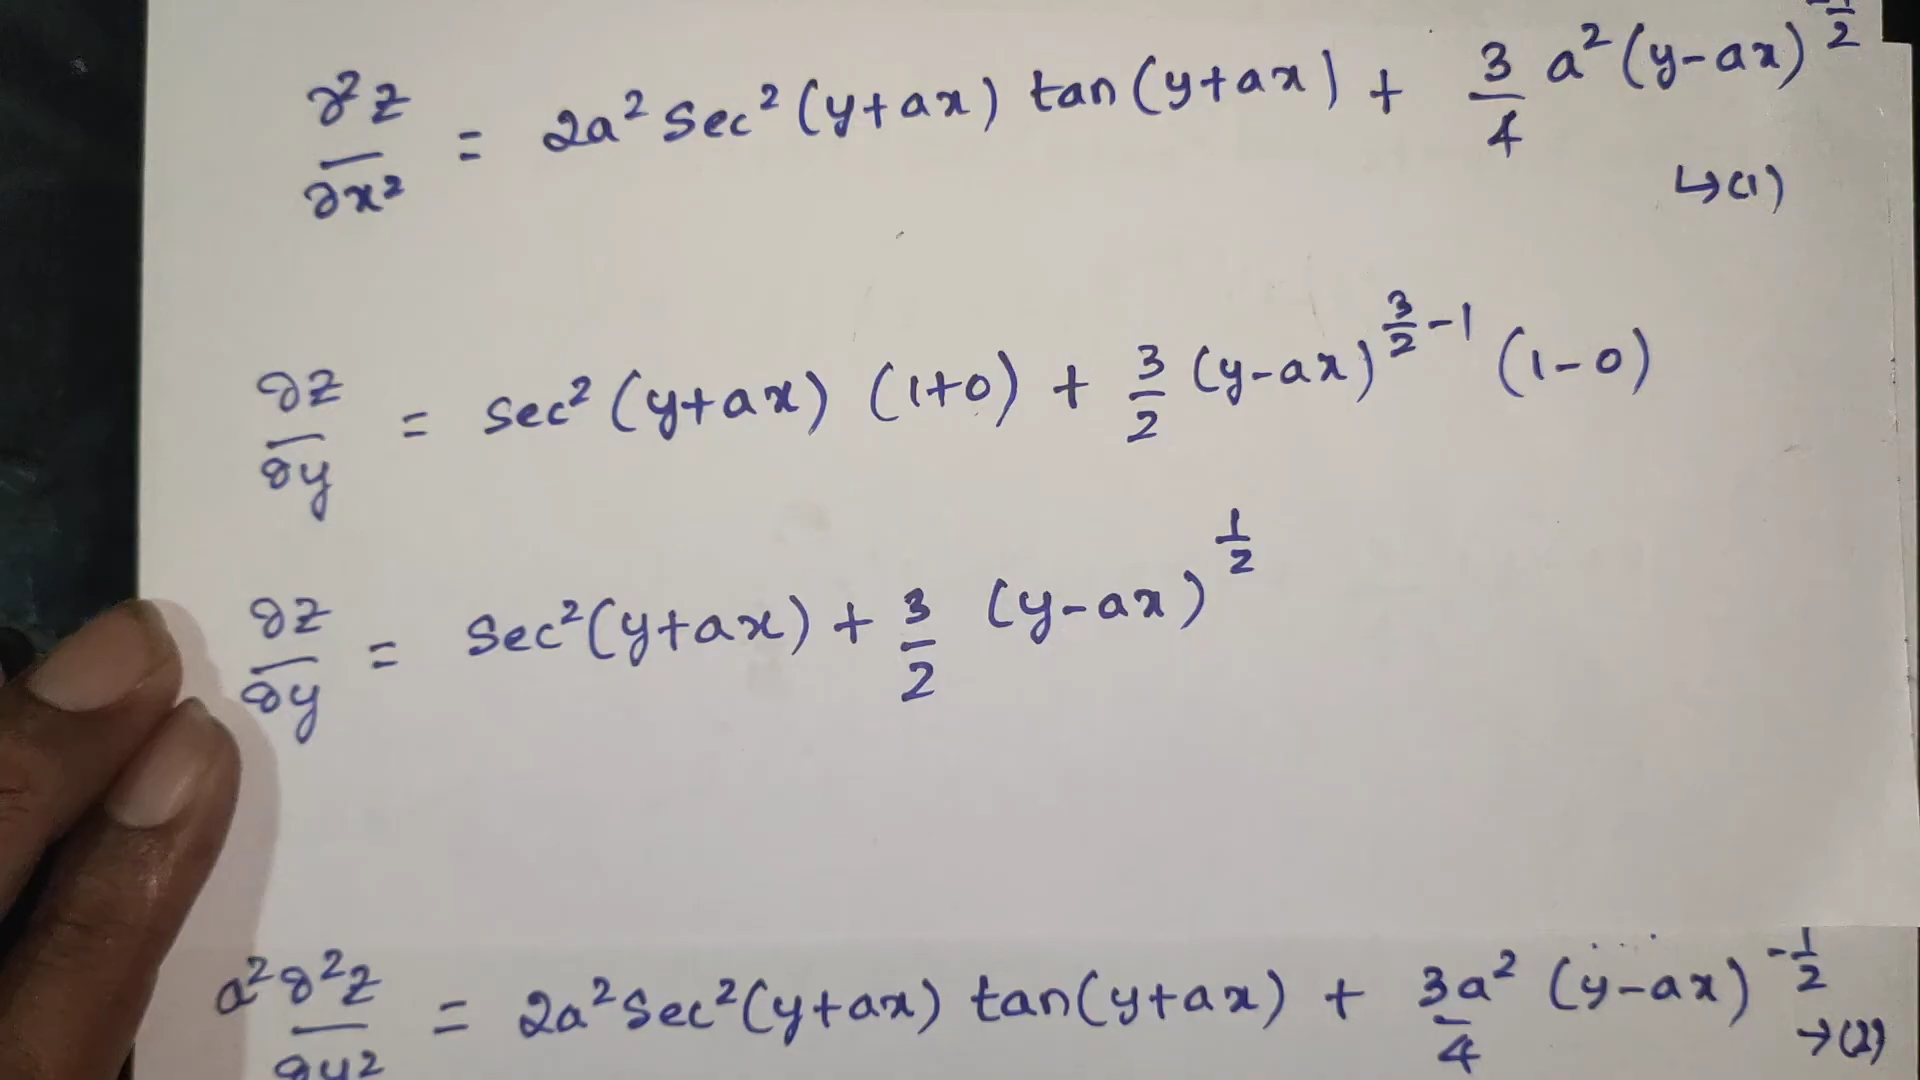 ∂²z/∂x² = 2a² sec²(y+ax) tan(y+ax) + 3/4 a²(y-ax)^-1/2
↳(1)
∂z/∂y = sec²(y+ax) (1+0) + 3/2 (y-ax)^3/2-1 (1-0)
∂z/∂y = sec²(y+ax) + 3/2 (y-ax)^1/2
a²∂²z/∂y² = 2a²sec²(y+ax) tan(y+ax) + 3a²/4 (y-ax)^-1/2
→(2)